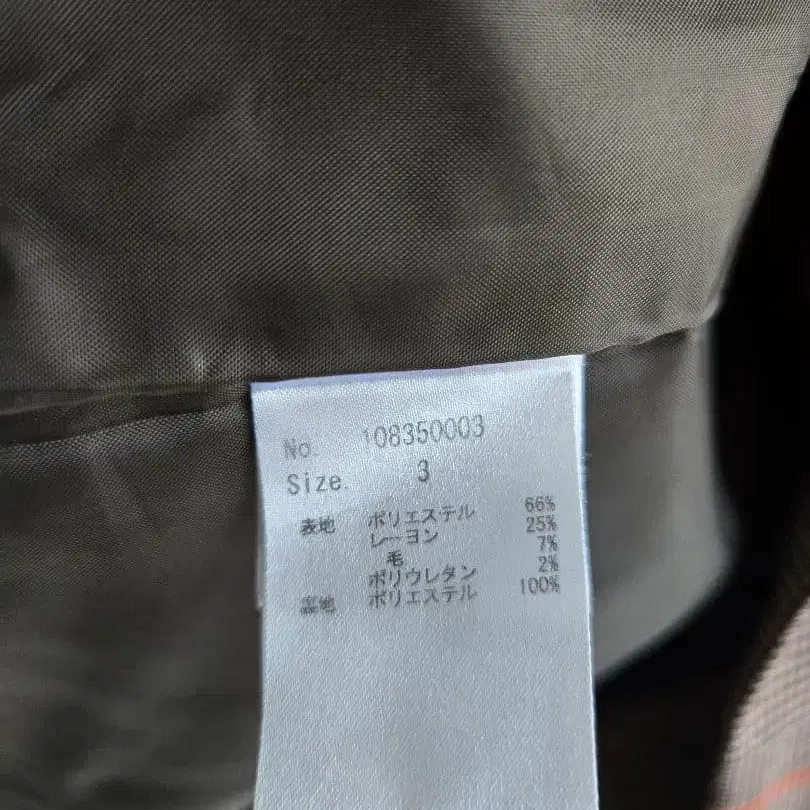 No. 108350003
Size. 3
表地 ポリエステル 66%
レーヨン 25%
毛 7%
ポリウレタン 2%
裏地 ポリエステル 100%